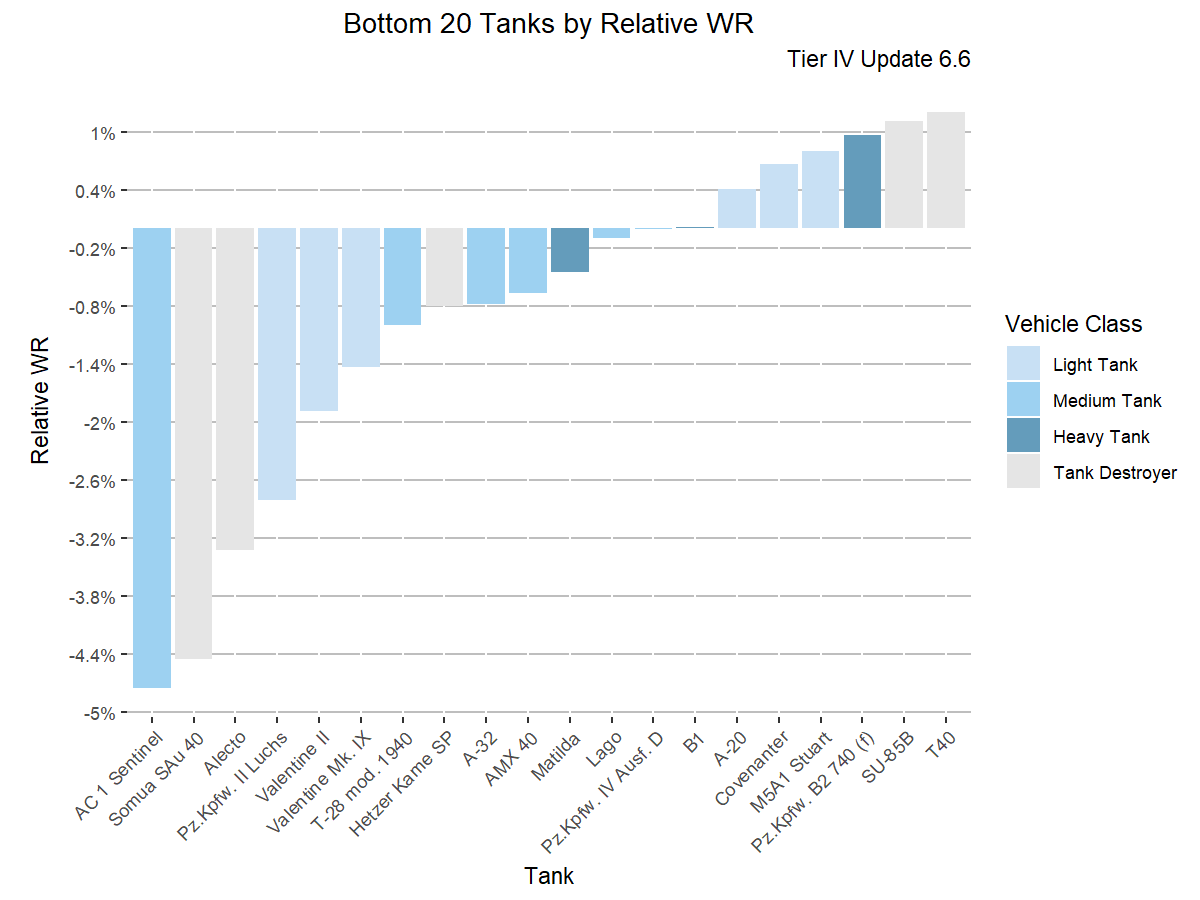 Bottom 20 Tanks by Relative WR
Tier IV Update 6.6
1%
0.4%
-0.2%
-0.8%
-1.4%
-2%
-2.6%
-3.2%
-3.8%
-4.4%
-5%
Relative WR
AC 1 Sentinel
Somua SAu 40
Alecto
Pz.Kpfw. II Luchs
Valentine II
Valentine Mk. IX
T-28 mod. 1940
Hetzer Kame SP
A-32
AMX 40
Matilda
Lago
Pz.Kpfw. IV Ausf. D
B1
A-20
Covenanter
M5A1 Stuart
Pz.Kpfw. B2 740 (f)
SU-85B
T40
Tank
Vehicle Class
Light Tank
Medium Tank
Heavy Tank
Tank Destroyer